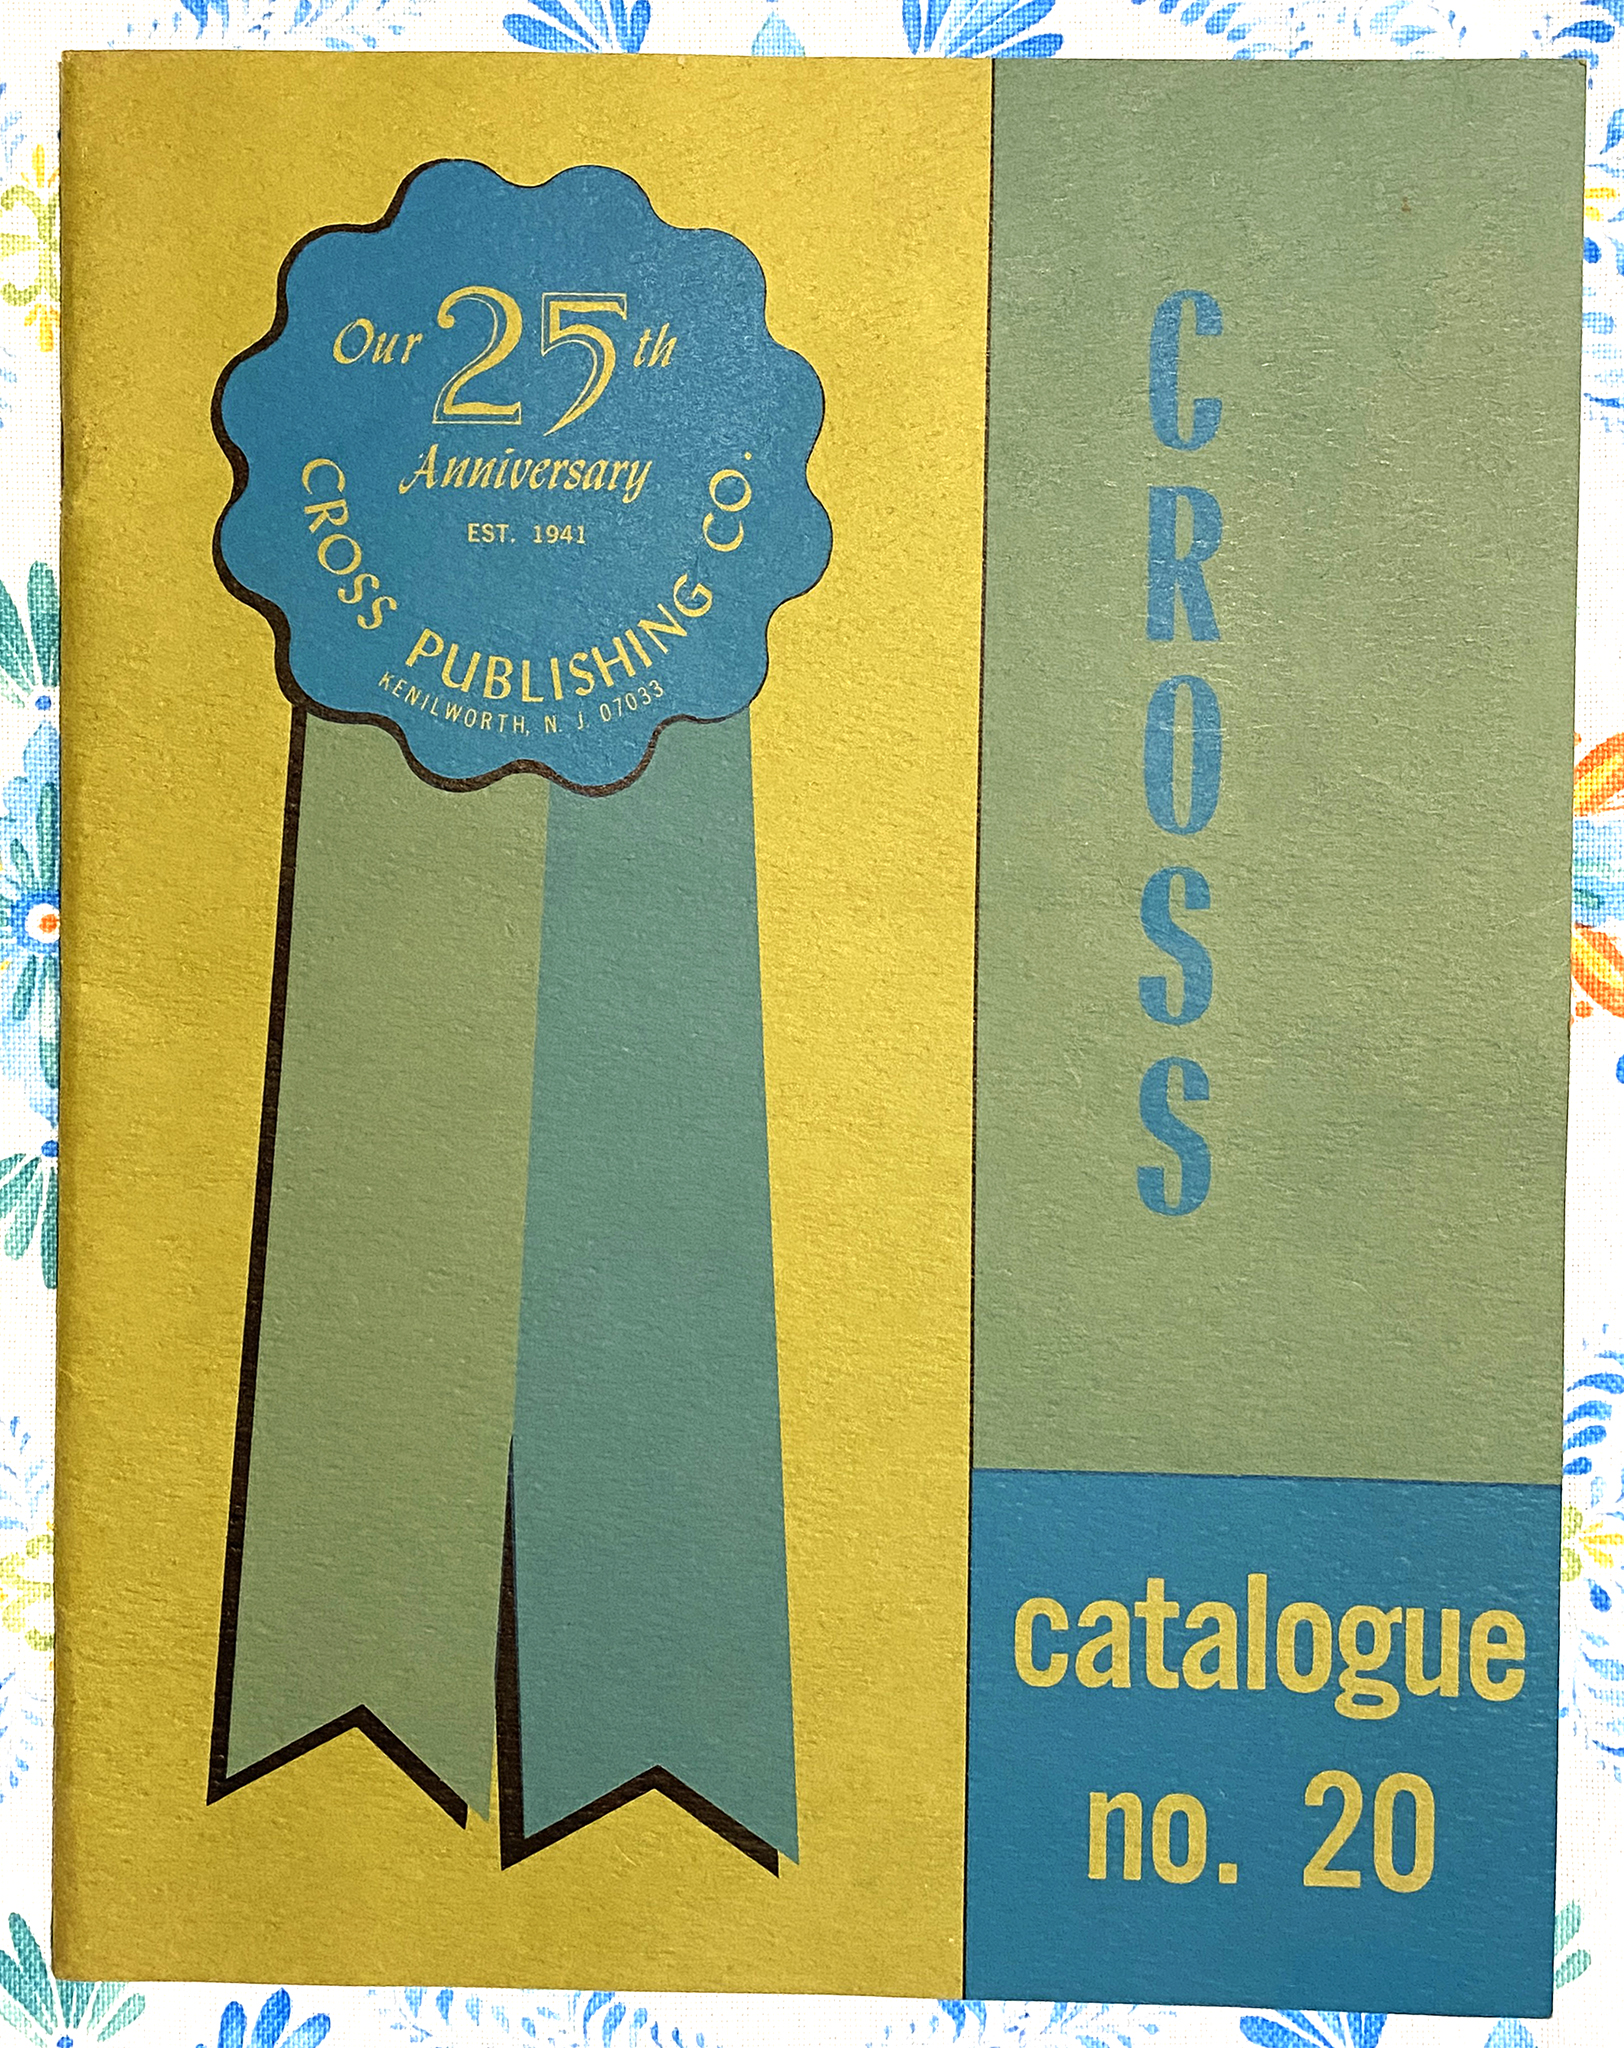 Our 25th
Anniversary
EST. 1941
CROSS PUBLISHING CO.
KENILWORTH, N. J. 07033
CROSS
catalogue
no. 20